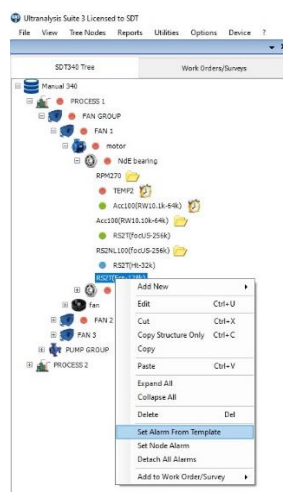 Ultranalysis Suite 3 Licensed to SDT
File View Tree Nodes Reports Utilities Options Device ?
SDT340 Tree Work Orders/Surveys
Manual 340
PROCESS 1
FAN GROUP
FAN 1
motor
NdE bearing
RPM270
TEMP2
Acc100(RW10.1k-64k)
Acc100(RW10.10k-64k)
RS2T(focUS-256k)
RS2NL100(focUS-256k)
RS2T(Ht-32k)
fan
FAN 2
FAN 3
PUMP GROUP
PROCESS 2
Add New
Edit Ctrl+U
Cut Ctrl+X
Copy Structure Only Ctrl+C
Copy
Paste Ctrl+V
Expand All
Collapse All
Delete Del
Set Alarm From Template
Set Node Alarm
Detach All Alarms
Add to Work Order/Survey